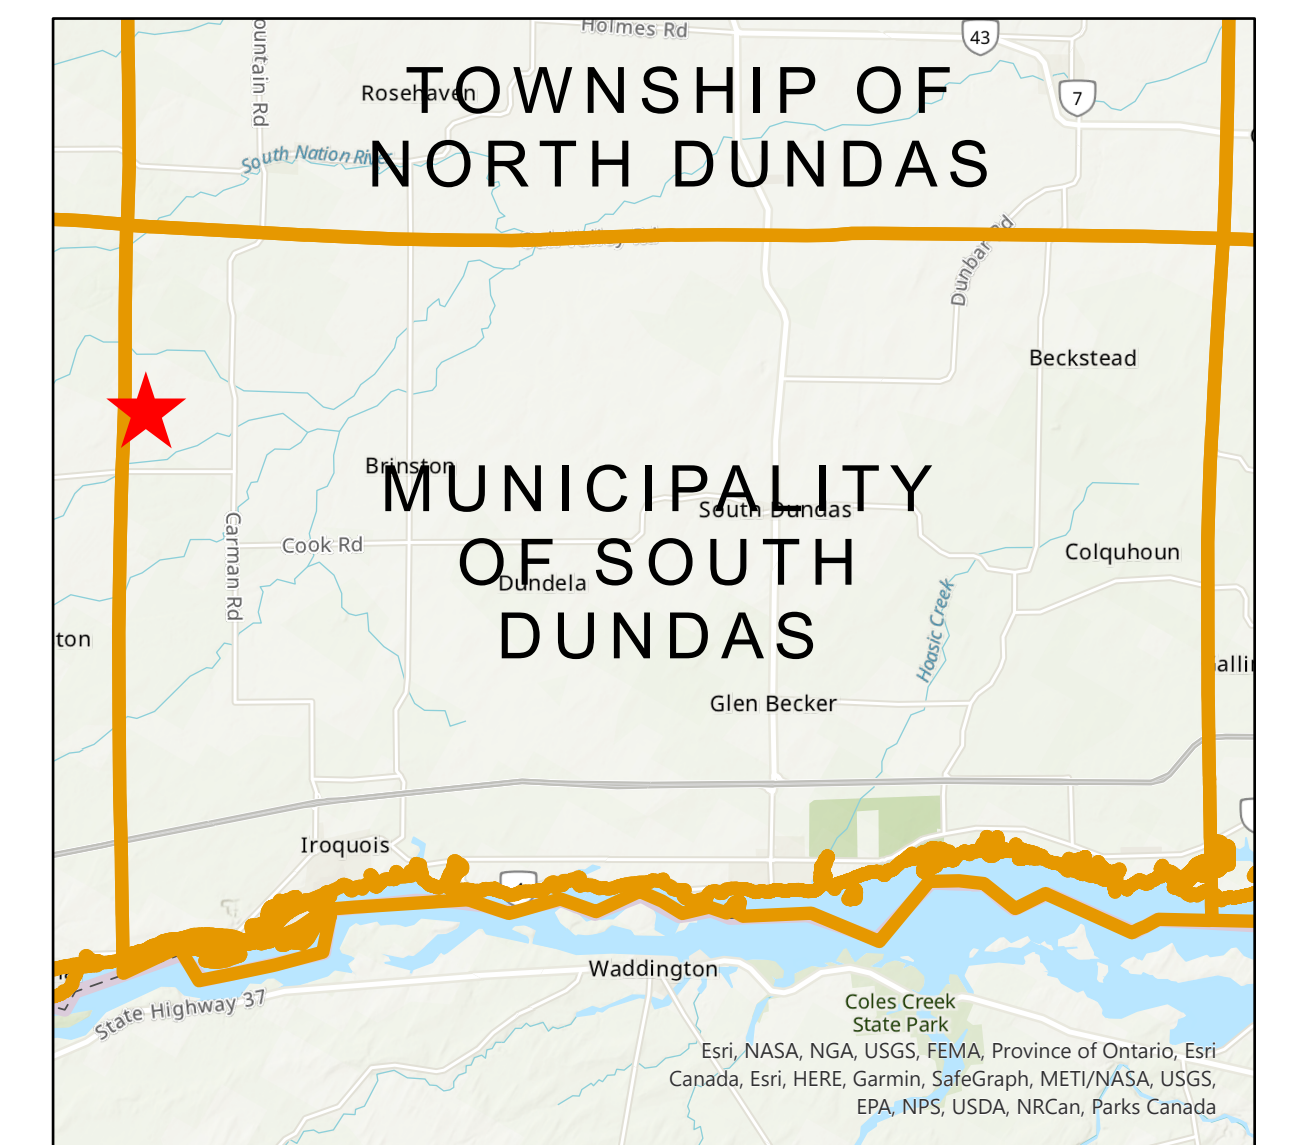 Holmes Rd
43
ountain Rd
TOWNSHIP OF
Rosehaven
7
NORTH DUNDAS
South Nation River
Dunbar Rd
Beckstead
Brinston
MUNICIPALITY
South Dundas
Carman Rd
Cook Rd
OF SOUTH
Colquhoun
Dundela
Hoasic Creek
ton
DUNDAS
Glen Becker
Iroquois
Waddington
State Highway 37
Coles Creek
State Park
Esri, NASA, NGA, USGS, FEMA, Province of Ontario, Esri
Canada, Esri, HERE, Garmin, SafeGraph, METI/NASA, USGS,
EPA, NPS, USDA, NRCan, Parks Canada